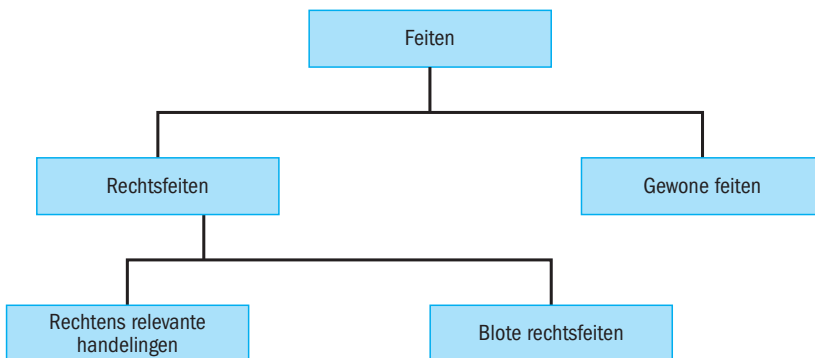 Feiten
Rechtsfeiten
Gewone feiten
Rechtens relevante
handelingen
Blote rechtsfeiten